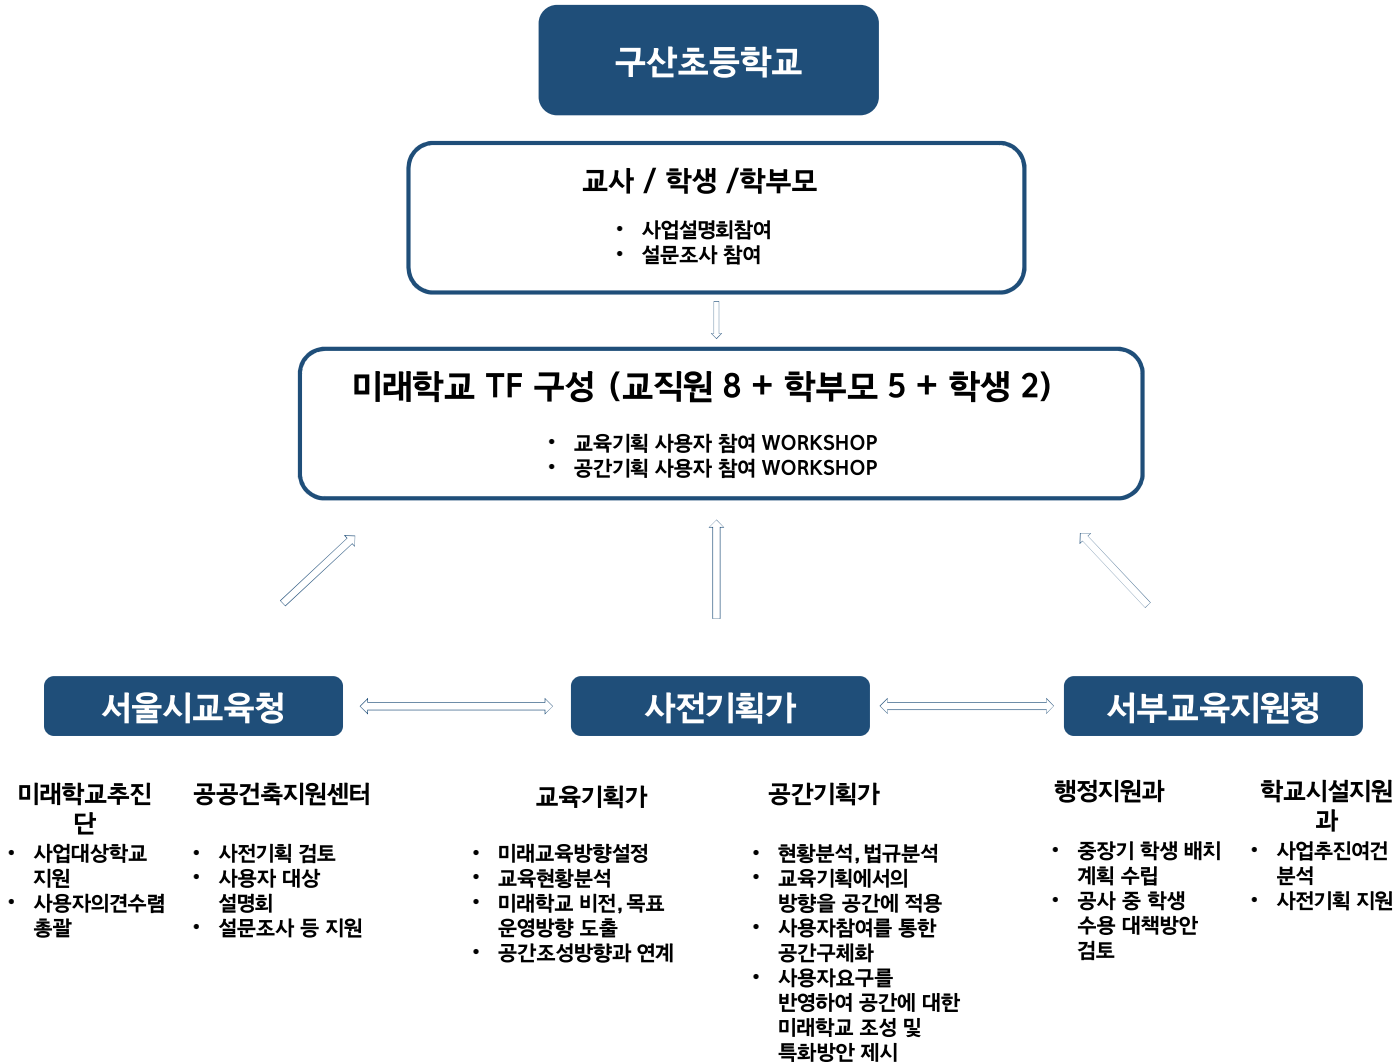 구산초등학교
교사 / 학생 /학부모
• 사업설명회참여
• 설문조사 참여
미래학교 TF 구성 (교직원 8 + 학부모 5 + 학생 2)
• 교육기획 사용자 참여 WORKSHOP
• 공간기획 사용자 참여 WORKSHOP
서울시교육청
사전기획가
서부교육지원청
미래학교추진
단
• 사업대상학교
지원
• 사용자의견수렴
총괄
공공건축지원센터
• 사전기획 검토
• 사용자 대상
설명회
• 설문조사 등 지원
교육기획가
• 미래교육방향설정
• 교육현황분석
• 미래학교 비전, 목표
운영방향 도출
• 공간조성방향과 연계
공간기획가
• 현황분석, 법규분석
• 교육기획에서의
방향을 공간에 적용
• 사용자참여를 통한
공간구체화
• 사용자요구를
반영하여 공간에 대한
미래학교 조성 및
특화방안 제시
행정지원과
• 중장기 학생 배치
계획 수립
• 공사 중 학생
수용 대책방안
검토
학교시설지원
과
• 사업추진여건
분석
• 사전기획 지원